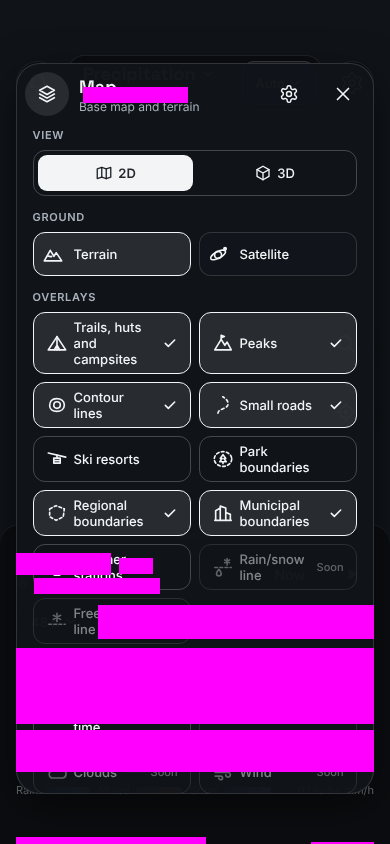 Base map and terrain
VIEW
2D
3D
GROUND
Terrain
Satellite
OVERLAYS
Trails, huts
and
campsites
Peaks
Contour
lines
Small roads
Ski resorts
Park
boundaries
Regional
boundaries
Municipal
boundaries
Rain/snow
line
Soon
line
time
Clouds
Soon
Wind
Soon